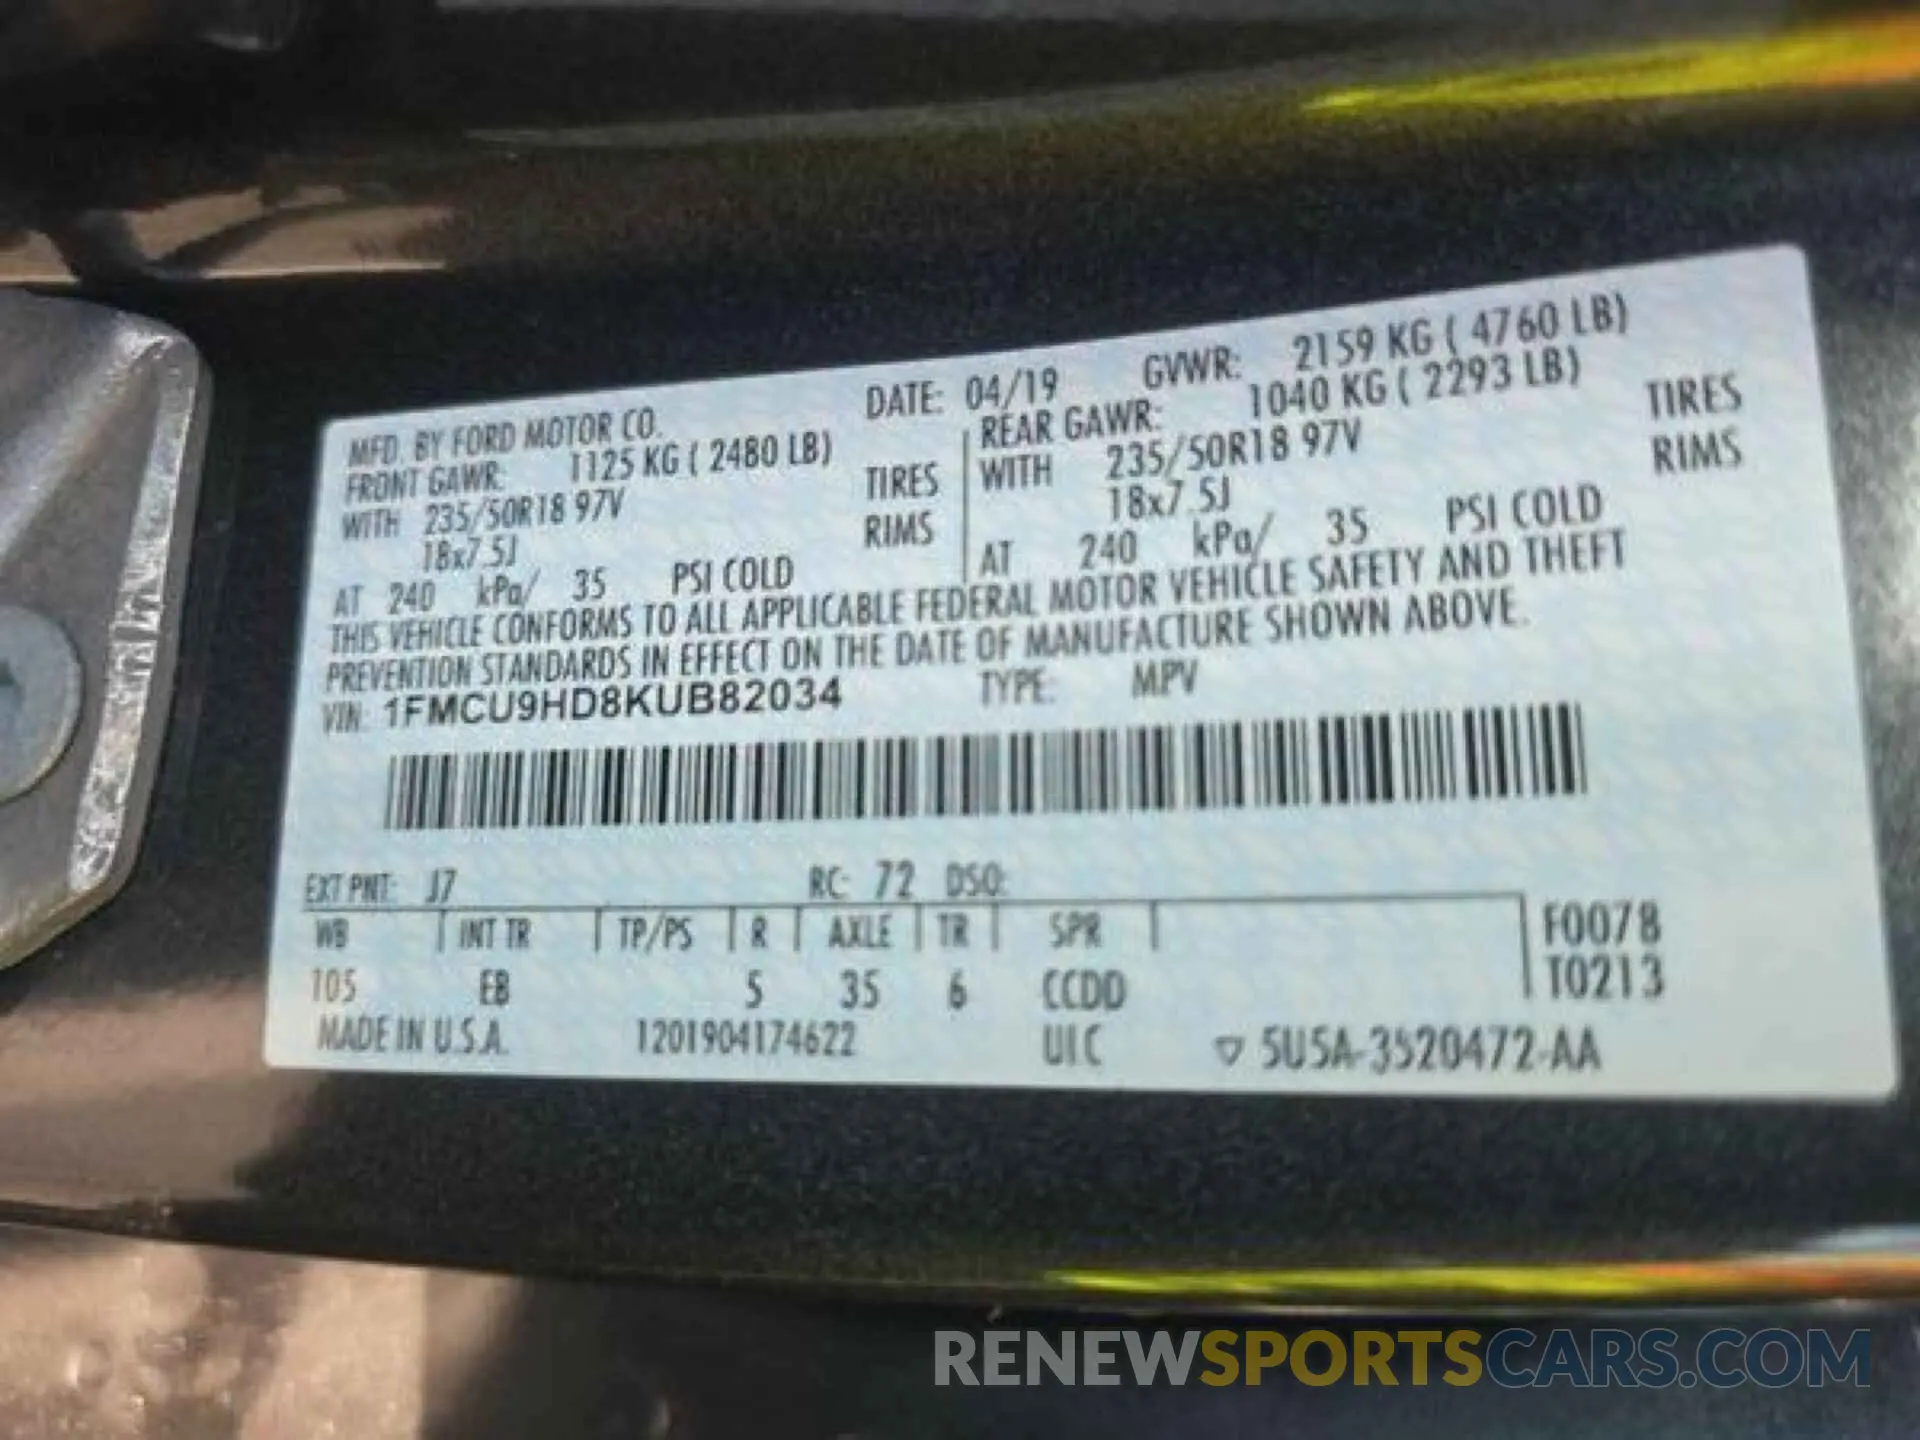 MFD. BY FORD MOTOR CO. DATE: 04/19 GVWR: 2159 KG ( 4760 LB)
FRONT GAWR: 1125 KG ( 2480 LB) REAR GAWR: 1040 KG ( 2293 LB)
WITH 235/50R18 97V TIRES WITH 235/50R18 97V TIRES
18x7.5J RIMS 18x7.5J RIMS
AT 240 kPa/ 35 PSI COLD AT 240 kPa/ 35 PSI COLD
THIS VEHICLE CONFORMS TO ALL APPLICABLE FEDERAL MOTOR VEHICLE SAFETY AND THEFT
PREVENTION STANDARDS IN EFFECT ON THE DATE OF MANUFACTURE SHOWN ABOVE.
VIN: 1FMCU9HD8KUB82034 TYPE: MPV
EXT PNT: J7 RC: 72 DSO:
WB INT TR TP/PS R AXLE TR SPR F0078
105 EB 5 35 6 CCDD T0213
MADE IN U.S.A. 1201904174622 UIC ▽ 5U5A-3520472-AA
RENEWSPORTSCARS.COM